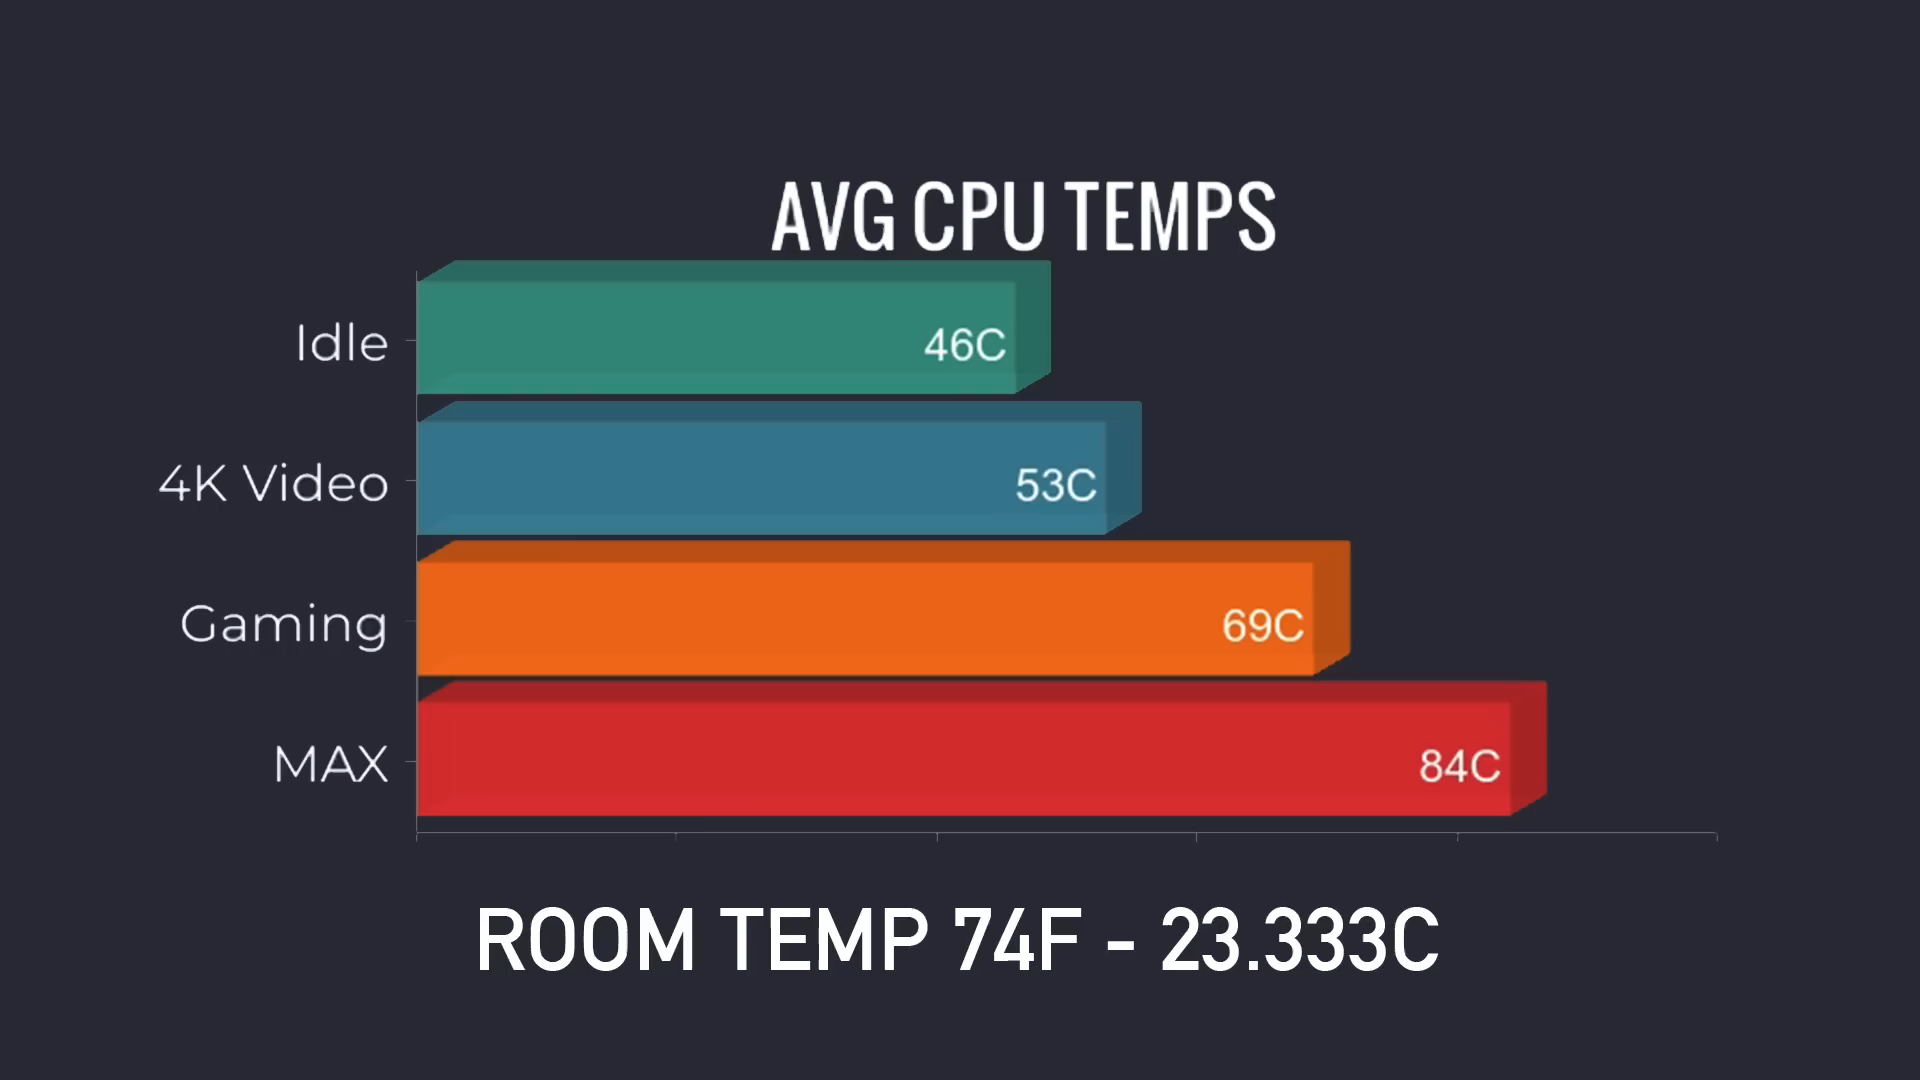 AVG CPU TEMPS
Idle 46C
4K Video 53C
Gaming 69C
MAX 84C
ROOM TEMP 74F - 23.333C